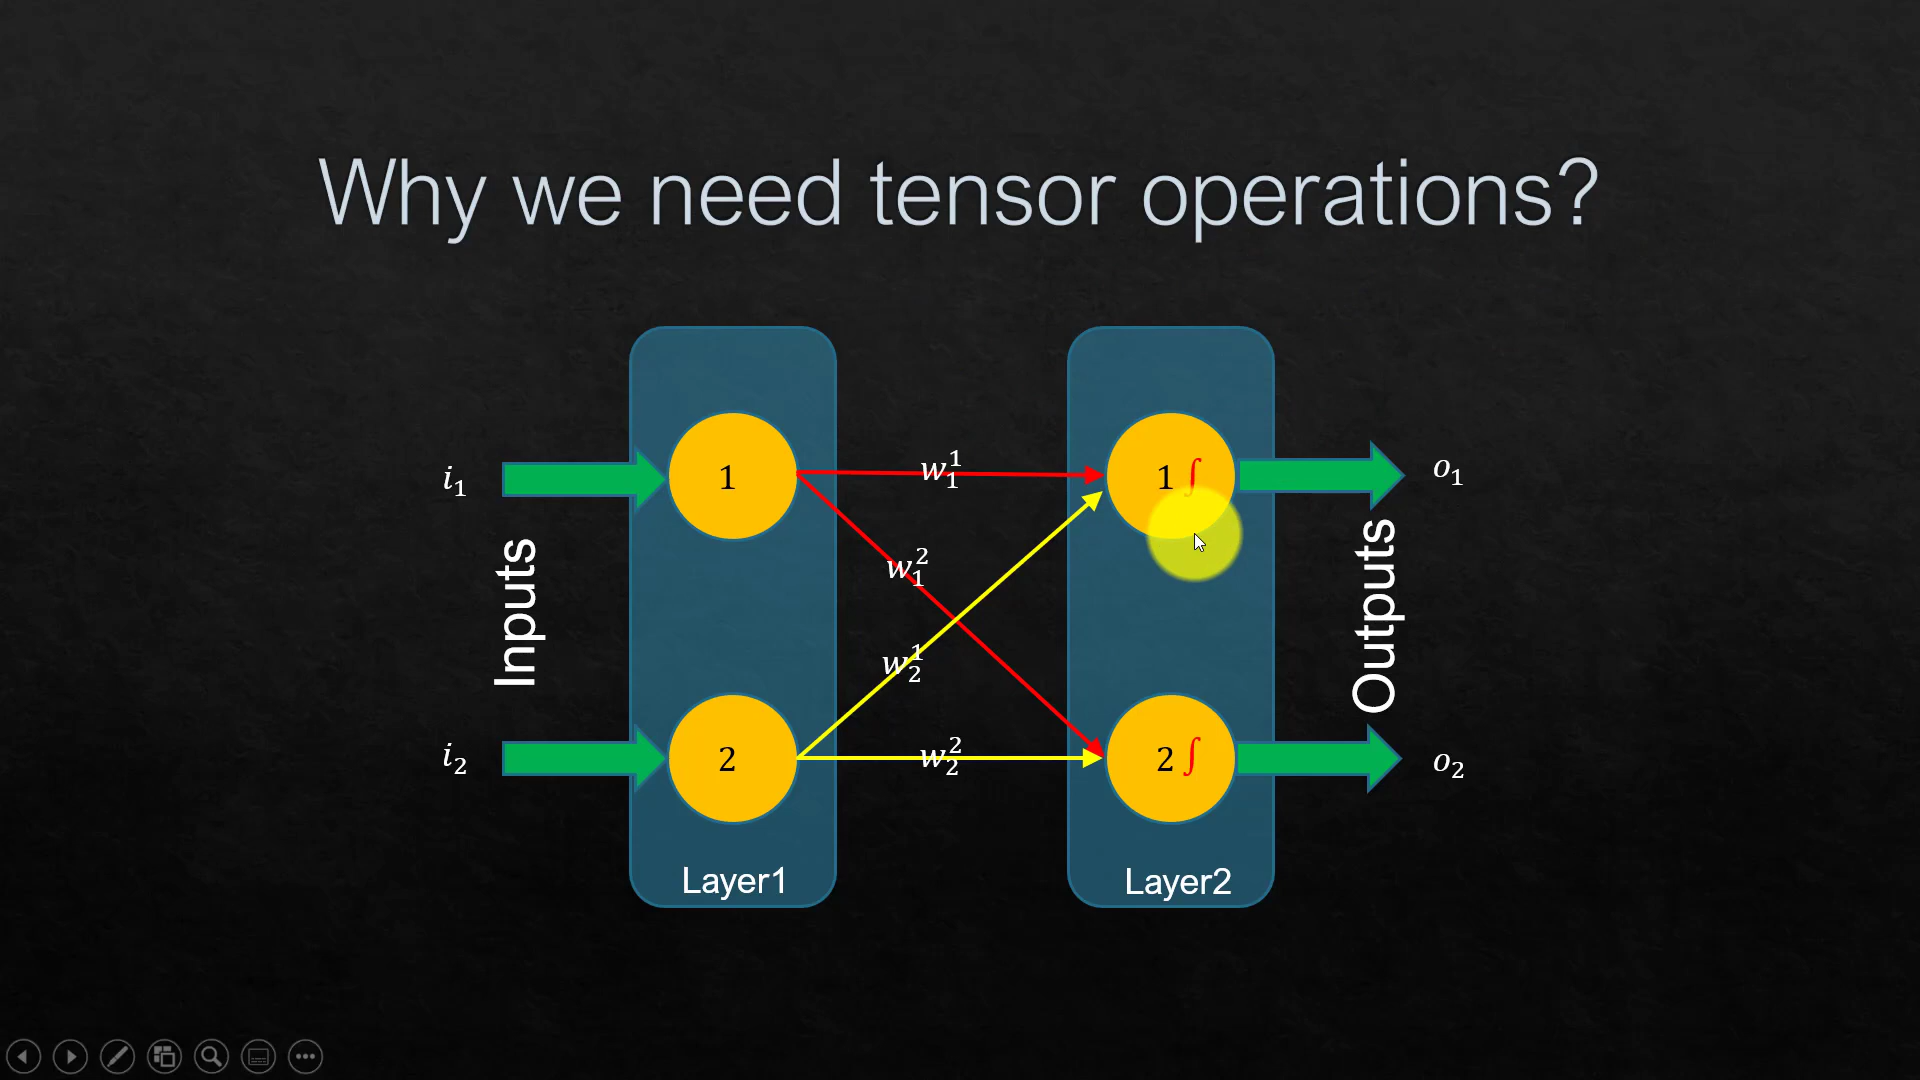 Why we need tensor operations?
i₁
1
w₁¹
1 ∫
o₁
Inputs
w₁²
w₂¹
Outputs
i₂
2
w₂²
2 ∫
o₂
Layer1
Layer2